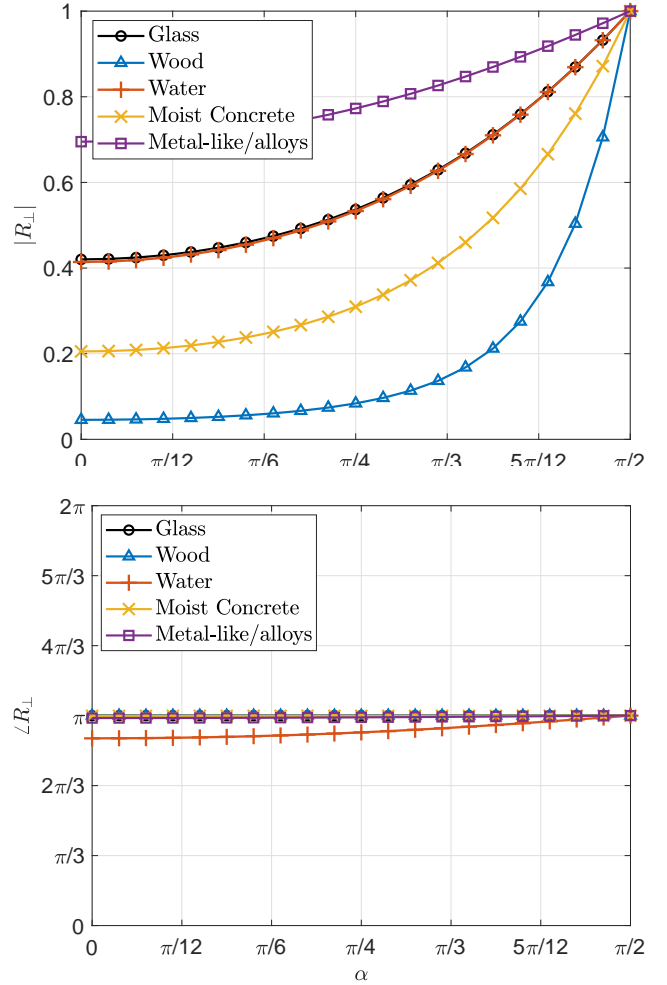 1
0.8
0.6
0.4
0.2
0
|R⊥|
Glass
Wood
Water
Moist Concrete
Metal-like/alloys
0 π/12 π/6 π/4 π/3 5π/12 π/2
2π
5π/3
4π/3
π
2π/3
π/3
0
∠R⊥
Glass
Wood
Water
Moist Concrete
Metal-like/alloys
0 π/12 π/6 π/4 π/3 5π/12 π/2
α